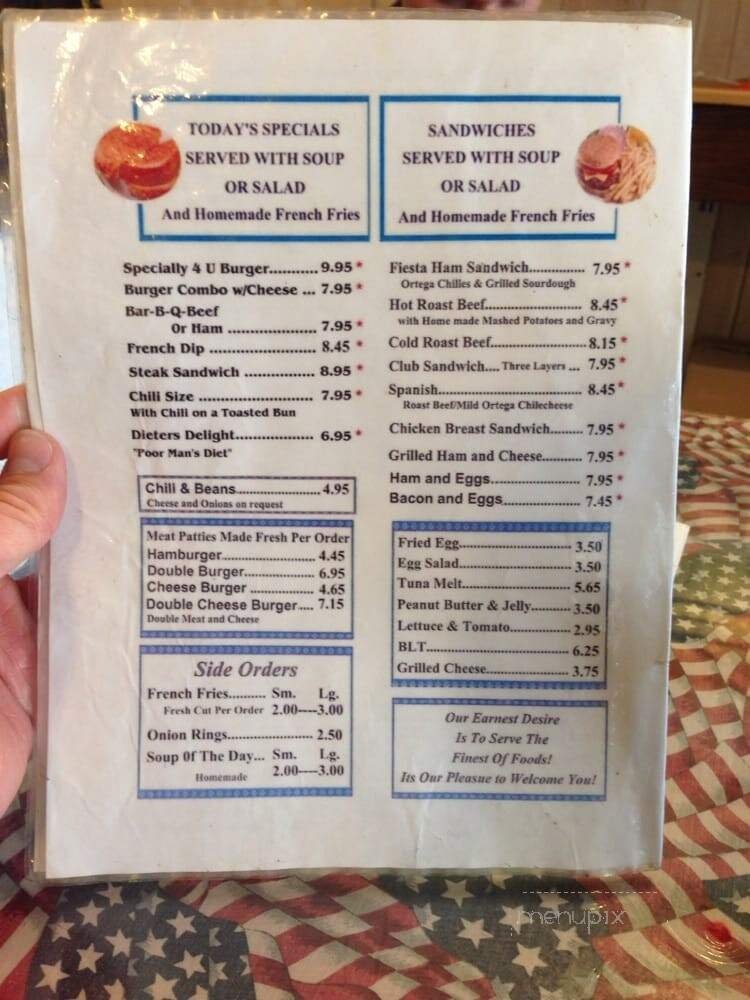 TODAY'S SPECIALS
SERVED WITH SOUP
OR SALAD
And Homemade French Fries
Specially 4 U Burger............ 9.95 *
Burger Combo w/Cheese ... 7.95 *
Bar-B-Q-Beef
Or Ham .................... 7.95 *
French Dip ........................ 8.45 *
Steak Sandwich ................ 8.95 *
Chili Size ........................ 7.95 *
With Chili on a Toasted Bun
Dieters Delight.................. 6.95 *
"Poor Man's Diet"
Chili & Beans.................... 4.95
Cheese and Onions on request
Meat Patties Made Fresh Per Order
Hamburger..................... 4.45
Double Burger................. 6.95
Cheese Burger ................ 4.65
Double Cheese Burger.... 7.15
Double Meat and Cheese
Side Orders
French Fries.......... Sm. Lg.
Fresh Cut Per Order 2.00----3.00
Onion Rings..................... 2.50
Soup Of The Day... Sm. Lg.
Homemade 2.00----3.00
SANDWICHES
SERVED WITH SOUP
OR SALAD
And Homemade French Fries
Fiesta Ham Sandwich............... 7.95 *
Ortega Chilies & Grilled Sourdough
Hot Roast Beef........................ 8.45 *
with Home made Mashed Potatoes and Gravy
Cold Roast Beef........................ 8.15 *
Club Sandwich.... Three Layers ... 7.95 *
Spanish.................................... 8.45 *
Roast Beef/Mild Ortega Chilecheese
Chicken Breast Sandwich......... 7.95 *
Grilled Ham and Cheese........... 7.95 *
Ham and Eggs........................ 7.95 *
Bacon and Eggs..................... 7.45 *
Fried Egg............................ 3.50
Egg Salad........................... 3.50
Tuna Melt........................... 5.65
Peanut Butter & Jelly.......... 3.50
Lettuce & Tomato................ 2.95
BLT.................................... 6.25
Grilled Cheese..................... 3.75
Our Earnest Desire
Is To Serve The
Finest Of Foods!
Its Our Pleasue to Welcome You!
menupix